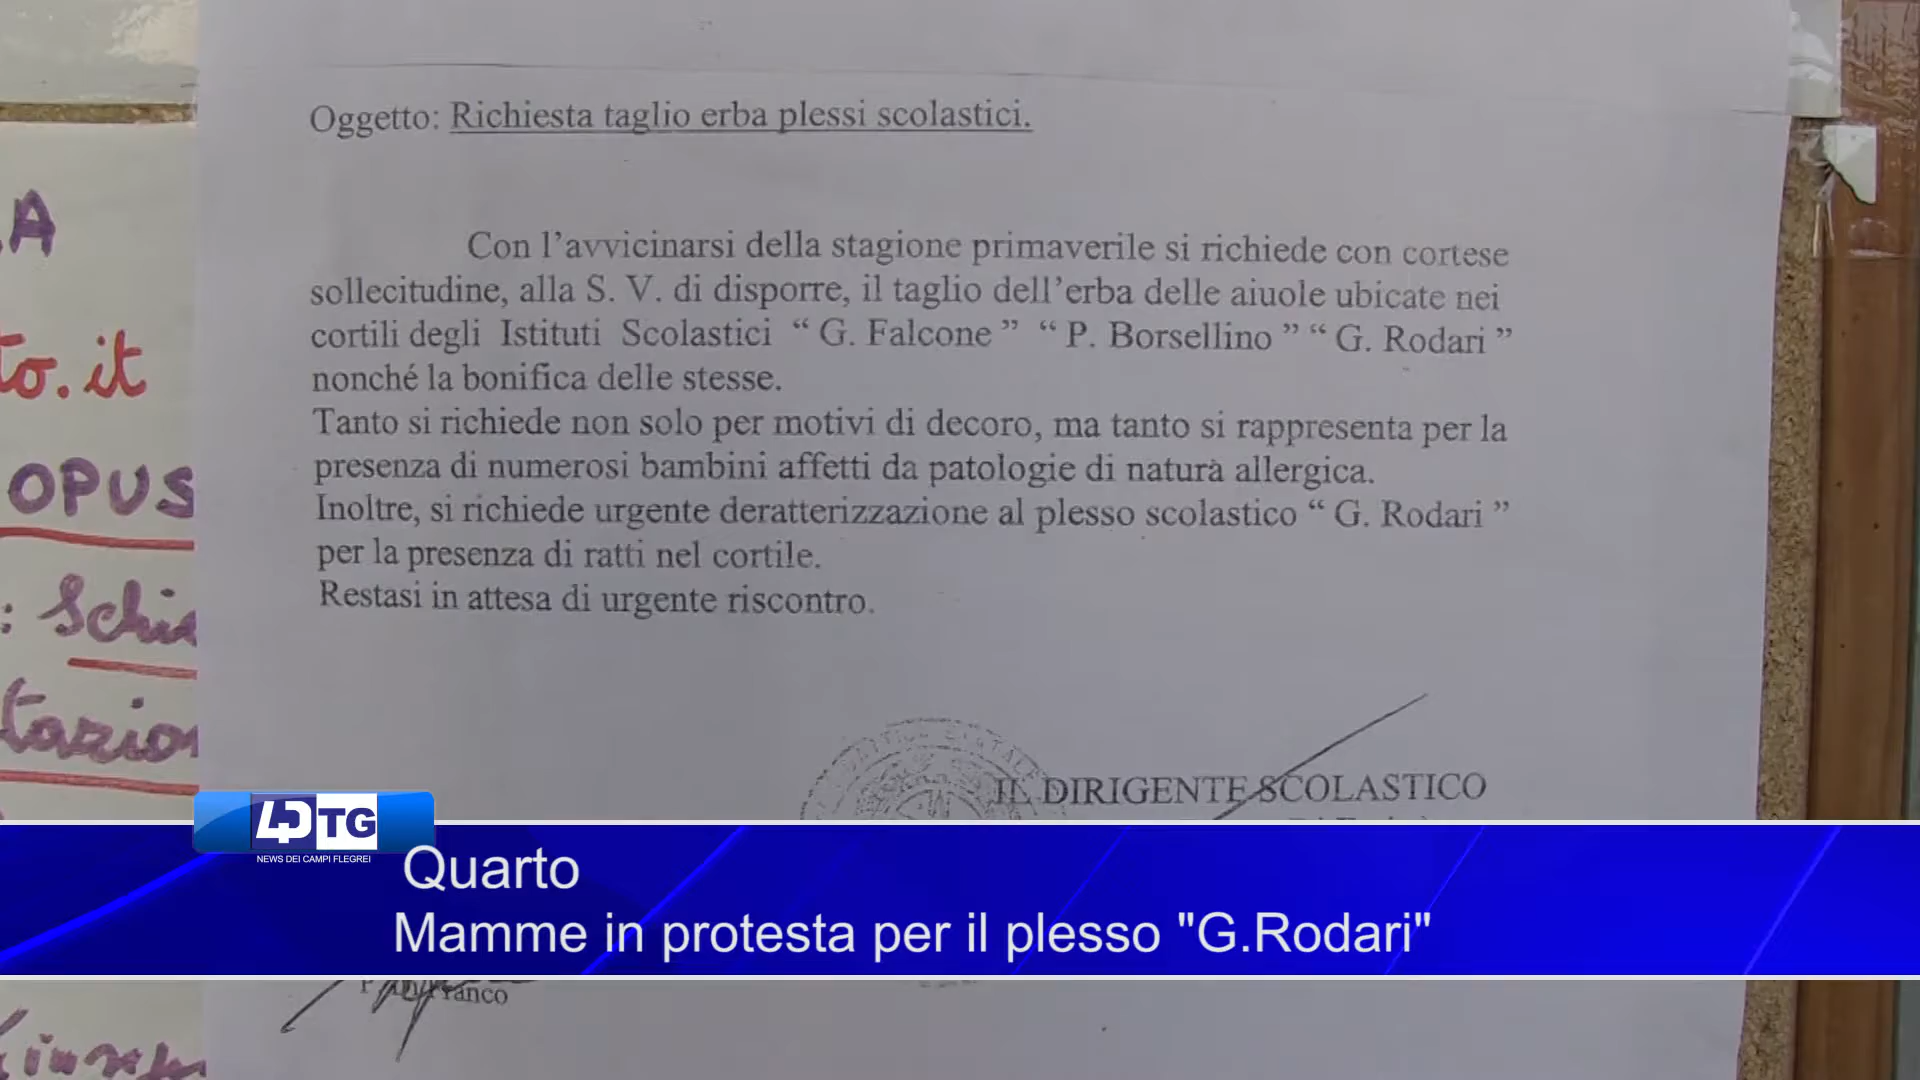 Oggetto: Richiesta taglio erba plessi scolastici.
Con l'avvicinarsi della stagione primaverile si richiede con cortese
sollecitudine, alla S. V. di disporre, il taglio dell'erba delle aiuole ubicate nei
cortili degli Istituti Scolastici “ G. Falcone ” “ P. Borsellino ” “ G. Rodari ”
nonché la bonifica delle stesse.
Tanto si richiede non solo per motivi di decoro, ma tanto si rappresenta per la
presenza di numerosi bambini affetti da patologie di natura allergica.
Inoltre, si richiede urgente deratterizzazione al plesso scolastico “ G. Rodari ”
per la presenza di ratti nel cortile.
Restasi in attesa di urgente riscontro.
IL DIRIGENTE SCOLASTICO
A
to.it
OPUS
: Schia
tazion
4DTG
NEWS DEI CAMPI FLEGREI
Quarto
Mamme in protesta per il plesso "G.Rodari"